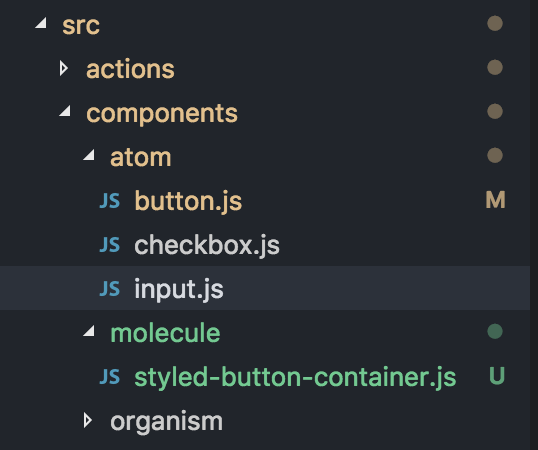 src
actions
components
atom
JS button.js M
JS checkbox.js
JS input.js
molecule
JS styled-button-container.js U
organism